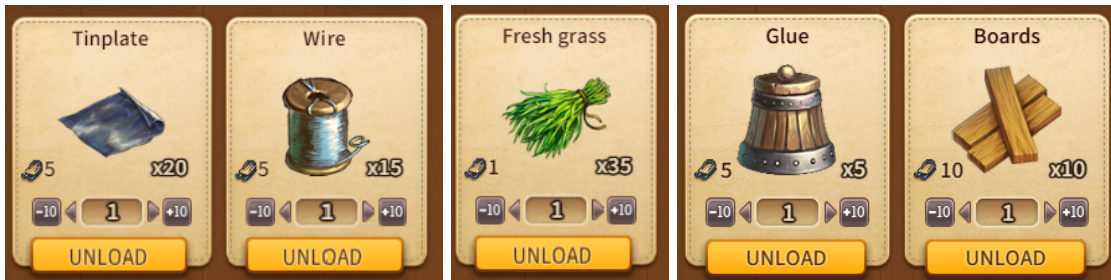 Tinplate
5
x20
-10 1 +10
UNLOAD
Wire
5
x15
-10 1 +10
UNLOAD
Fresh grass
1
x35
-10 1 +10
UNLOAD
Glue
5
x5
-10 1 +10
UNLOAD
Boards
10
x10
-10 1 +10
UNLOAD